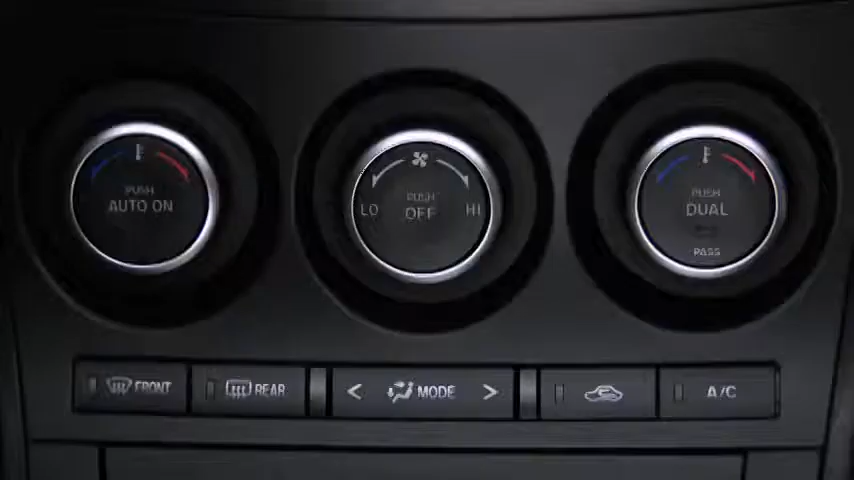 PUSH
AUTO ON
LO
PUSH
OFF
HI
PUSH
DUAL
PASS
FRONT
REAR
< MODE >
A/C